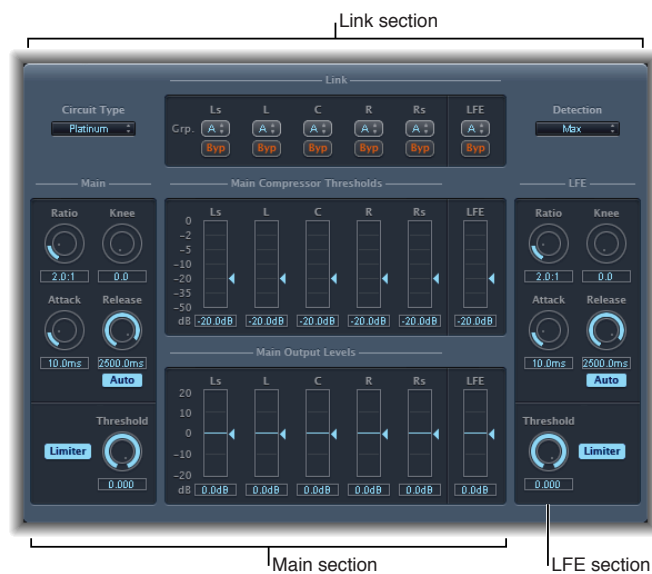 Link section
Link
Circuit Type
Platinum
Ls L C R Rs LFE
Grp. A A A A A A
Byp Byp Byp Byp Byp Byp
Detection
Max
Main
Ratio Knee
2.0:1 0.0
Attack Release
10.0ms 2500.0ms
Auto
Threshold
Limiter
0.000
Main Compressor Thresholds
Ls L C R Rs LFE
0
-2
-5
-10
-20
-35
-50
dB -20.0dB -20.0dB -20.0dB -20.0dB -20.0dB -20.0dB
Main Output Levels
Ls L C R Rs LFE
20
10
0
-10
-20
dB 0.0dB 0.0dB 0.0dB 0.0dB 0.0dB 0.0dB
LFE
Ratio Knee
2.0:1 0.0
Attack Release
10.0ms 2500.0ms
Auto
Threshold
Limiter
0.000
Main section
LFE section